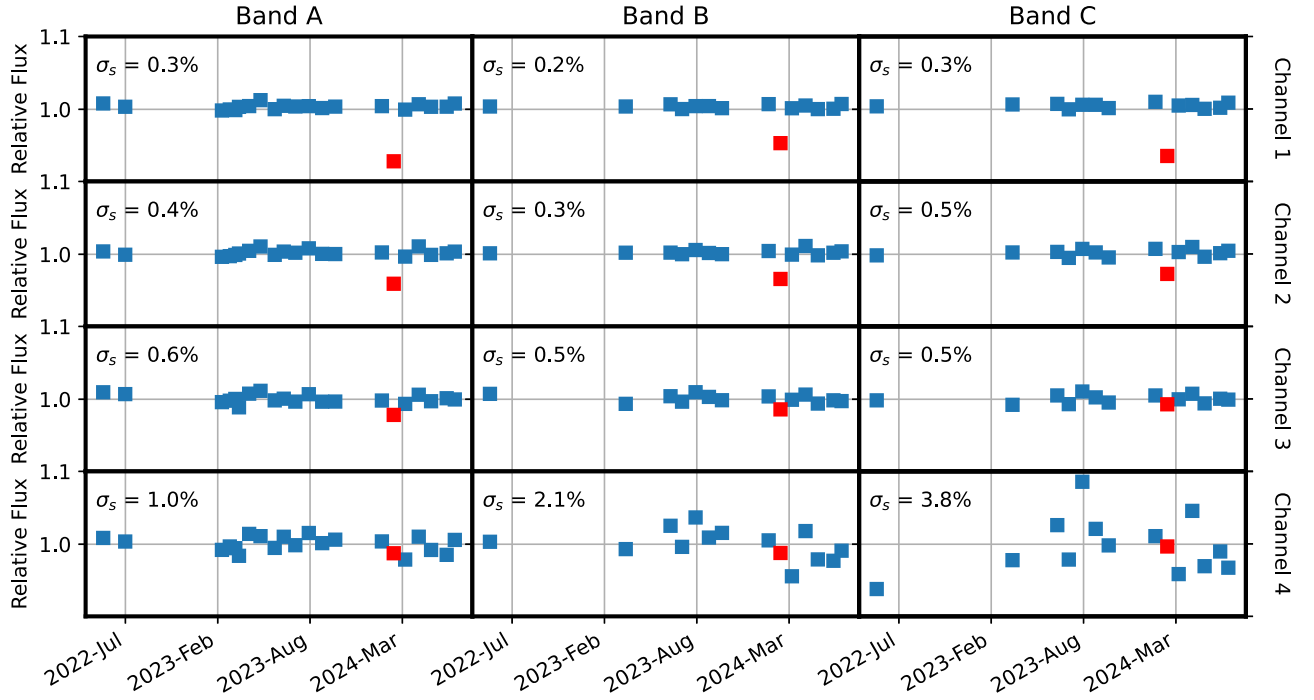 Band A Band B Band C
1.1
Relative Flux
1.0
σs = 0.3% σs = 0.2% σs = 0.3%
Channel 1
1.1
Relative Flux
1.0
σs = 0.4% σs = 0.3% σs = 0.5%
Channel 2
1.1
Relative Flux
1.0
σs = 0.6% σs = 0.5% σs = 0.5%
Channel 3
1.1
Relative Flux
1.0
σs = 1.0% σs = 2.1% σs = 3.8%
Channel 4
2022-Jul 2023-Feb 2023-Aug 2024-Mar 2022-Jul 2023-Feb 2023-Aug 2024-Mar 2022-Jul 2023-Feb 2023-Aug 2024-Mar